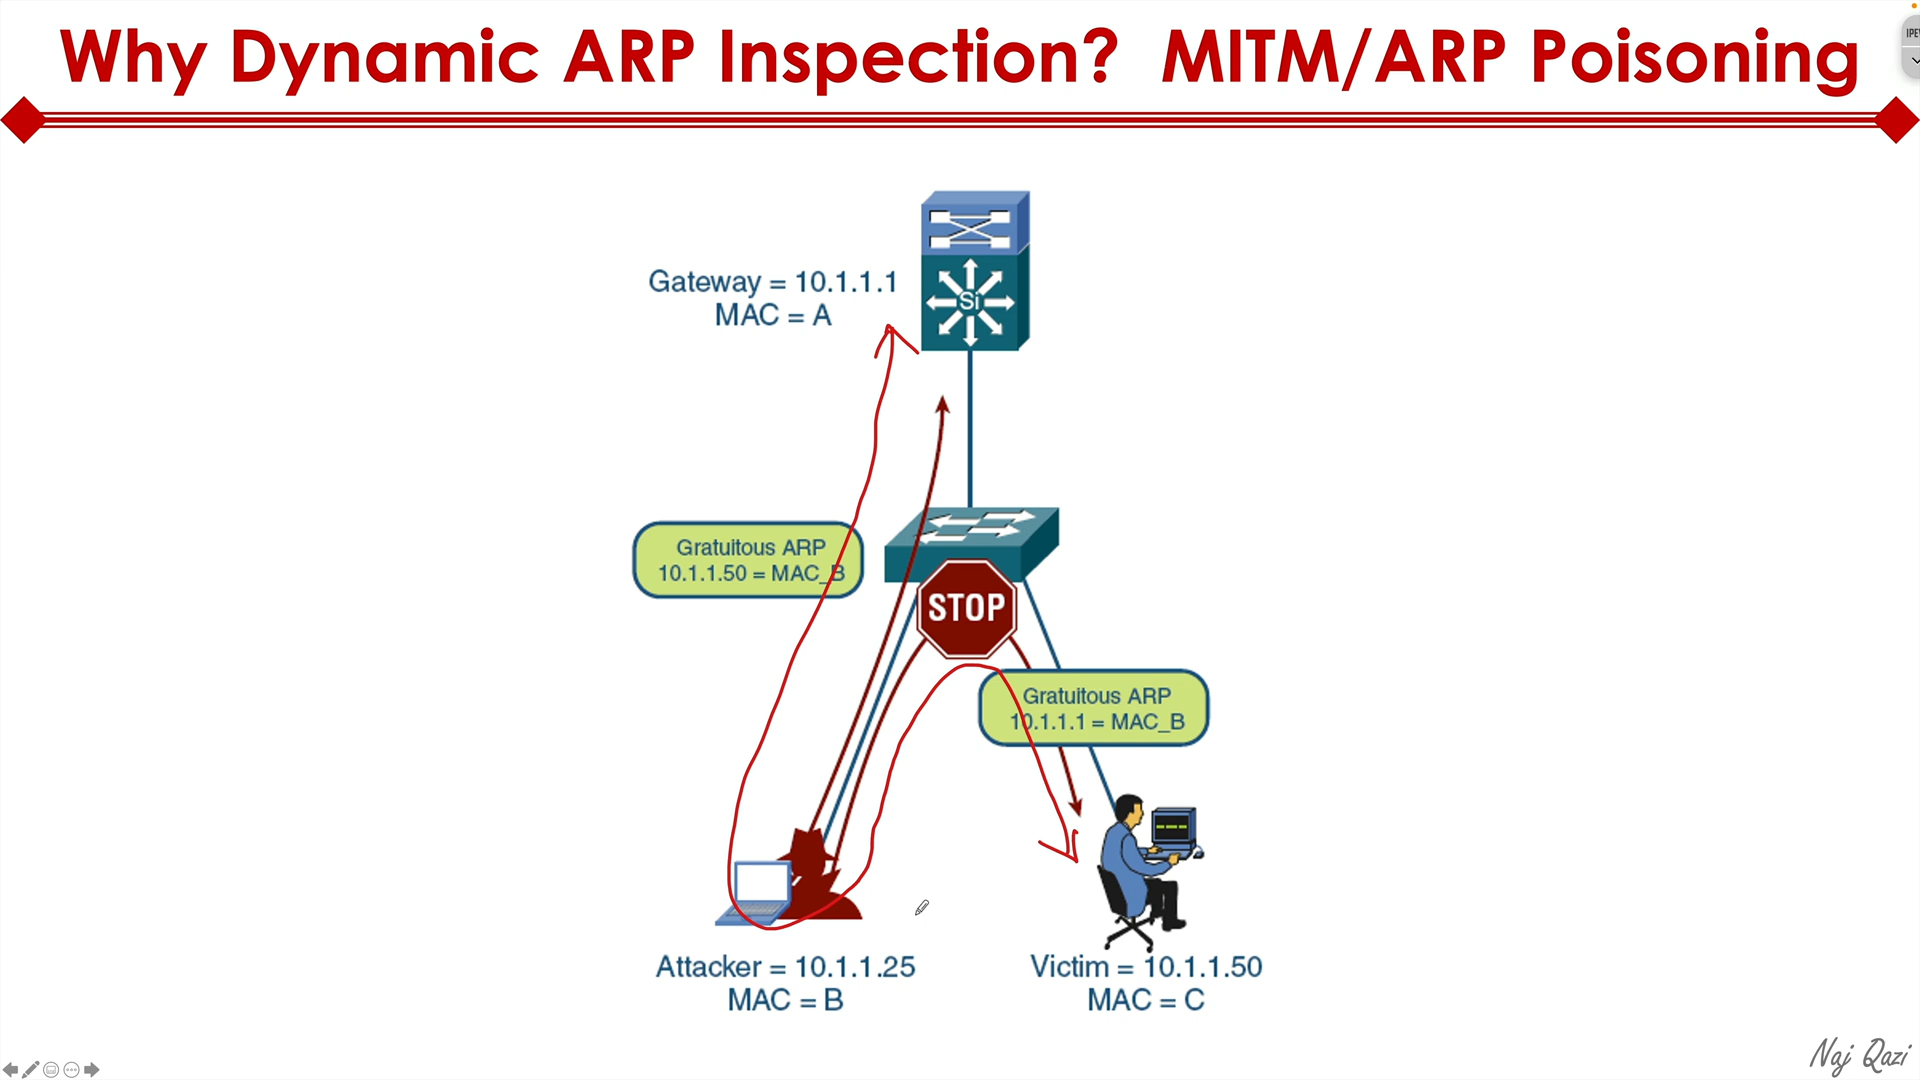 Why Dynamic ARP Inspection?  MITM/ARP Poisoning
Gateway = 10.1.1.1
MAC = A
Si
Gratuitous ARP
10.1.1.50 = MAC_B
STOP
Gratuitous ARP
10.1.1.1 = MAC_B
Attacker = 10.1.1.25
MAC = B
Victim = 10.1.1.50
MAC = C
Naj Qazi